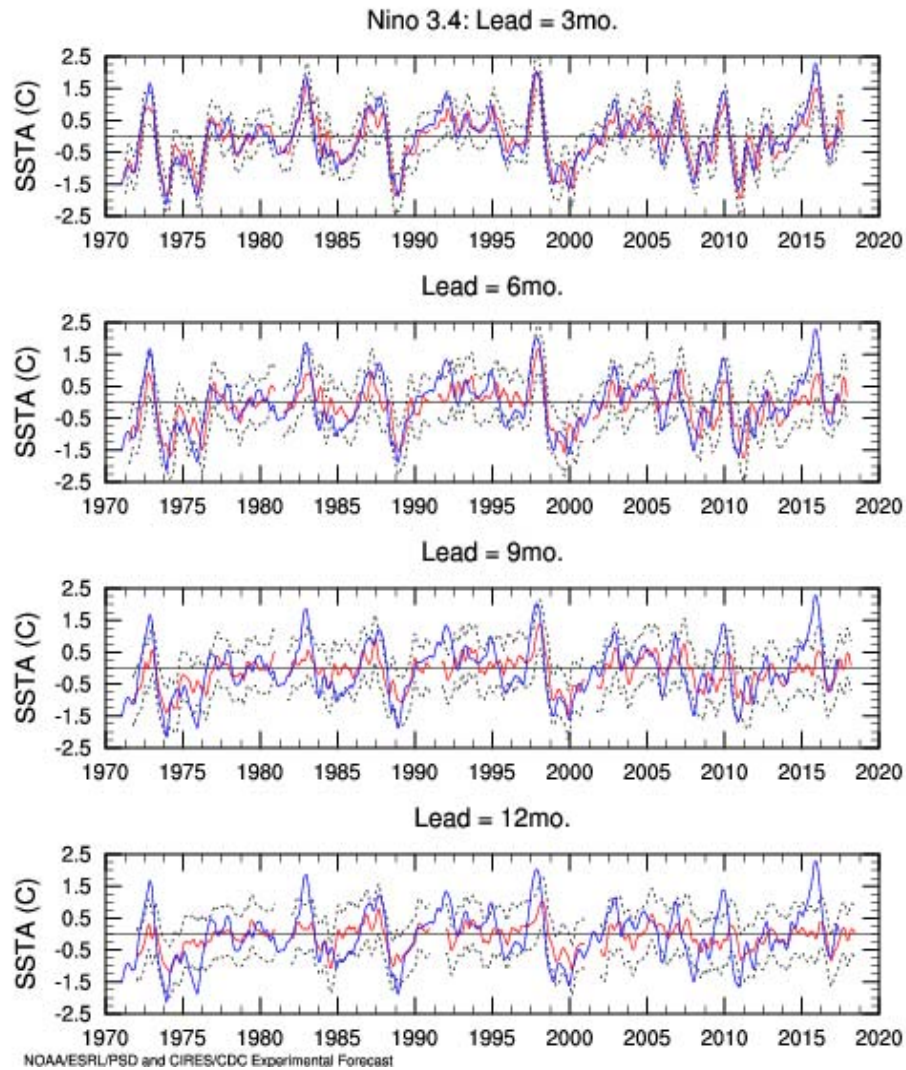 Nino 3.4: Lead = 3mo.
2.5
1.5
0.5
-0.5
-1.5
-2.5
SSTA (C)
1970 1975 1980 1985 1990 1995 2000 2005 2010 2015 2020
Lead = 6mo.
2.5
1.5
0.5
-0.5
-1.5
-2.5
SSTA (C)
1970 1975 1980 1985 1990 1995 2000 2005 2010 2015 2020
Lead = 9mo.
2.5
1.5
0.5
-0.5
-1.5
-2.5
SSTA (C)
1970 1975 1980 1985 1990 1995 2000 2005 2010 2015 2020
Lead = 12mo.
2.5
1.5
0.5
-0.5
-1.5
-2.5
SSTA (C)
1970 1975 1980 1985 1990 1995 2000 2005 2010 2015 2020
NOAA/ESRL/PSD and CIRES/CDC Experimental Forecast